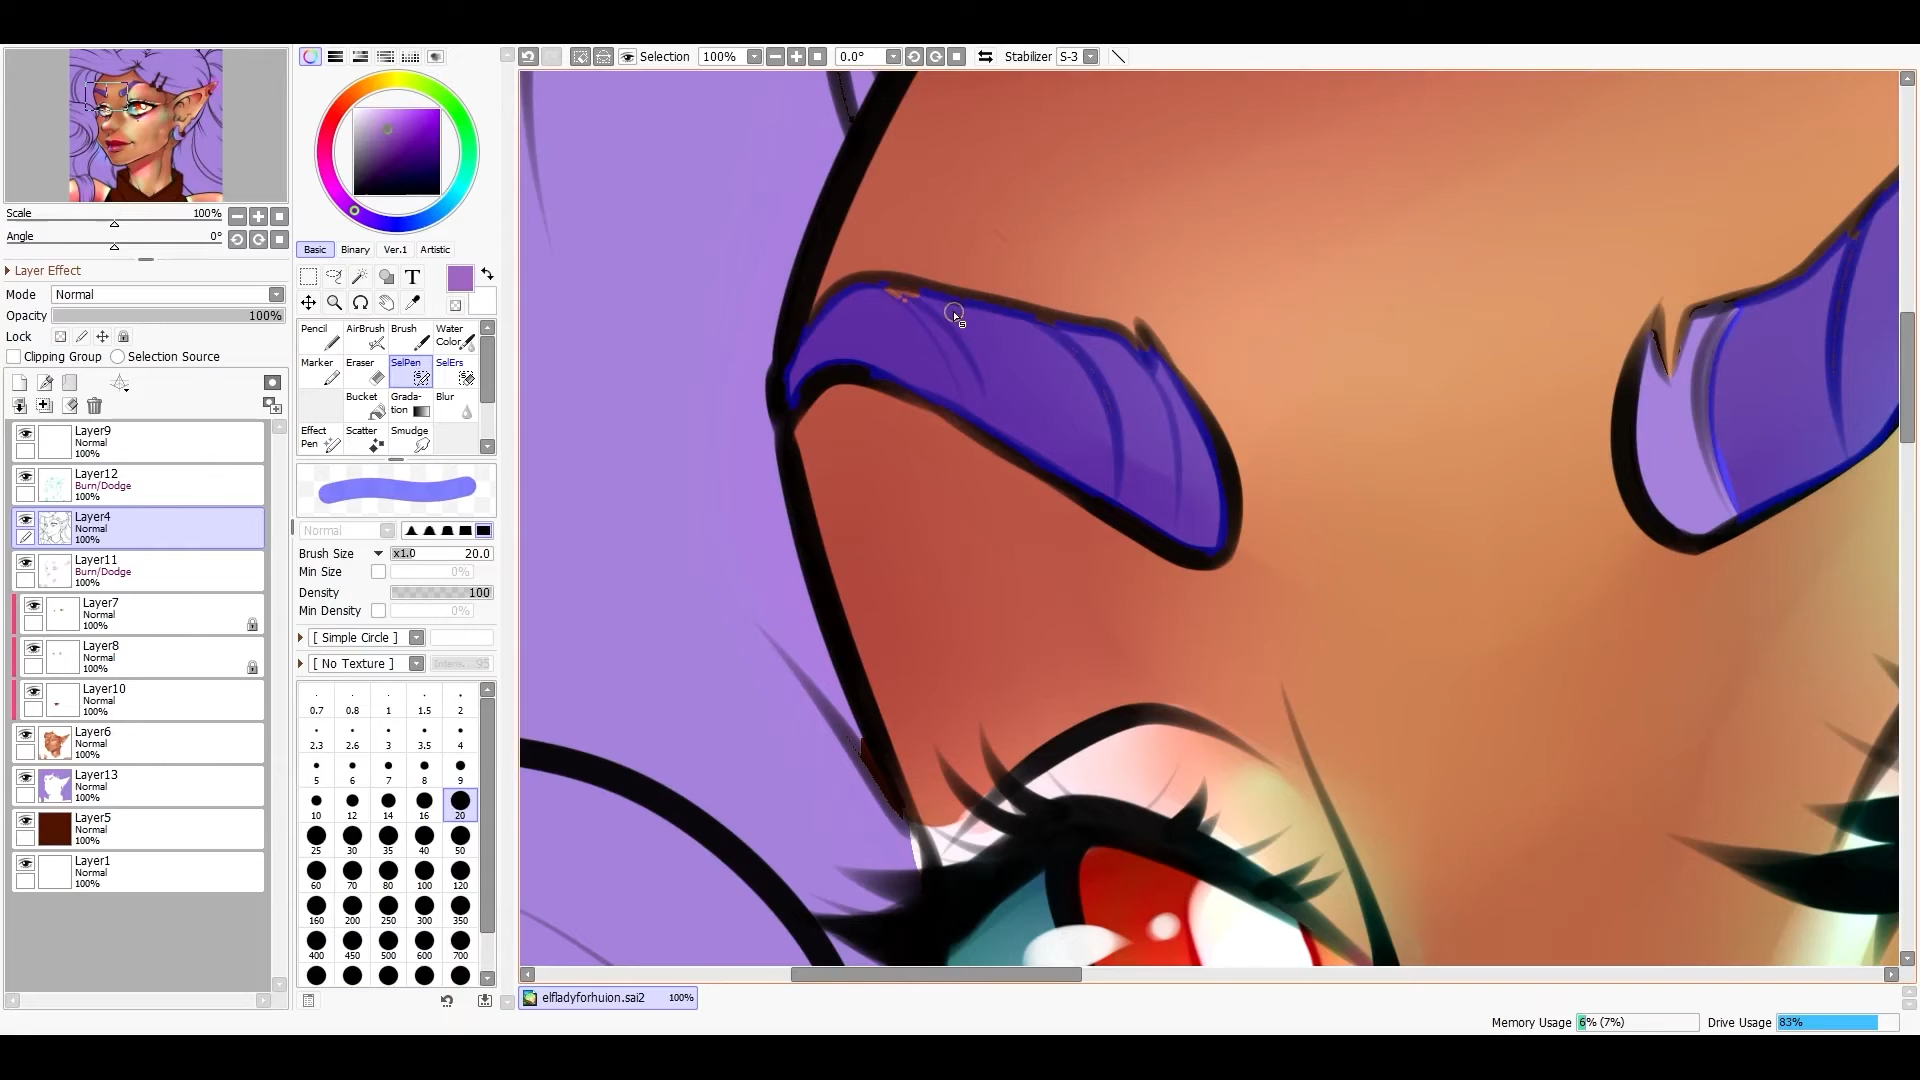 Selection 100% 0.0° Stabilizer S-3
Scale 100%
Angle 0°
Layer Effect
Mode Normal
Opacity 100%
Lock
Clipping Group Selection Source
Layer9
Normal
100%
Layer12
Burn/Dodge
100%
Layer4
Normal
100%
Layer11
Burn/Dodge
100%
Layer7
Normal
100%
Layer8
Normal
100%
Layer10
Normal
100%
Layer6
Normal
100%
Layer13
Normal
100%
Layer5
Normal
100%
Layer1
Normal
100%
Basic Binary Ver.1 Artistic
T
Pencil AirBrush Brush Water
Color
Marker Eraser SelPen SelErs
Bucket Grada-
tion Blur
Effect
Pen Scatter Smudge
Normal
Brush Size x1.0 20.0
Min Size 0%
Density 100
Min Density 0%
[ Simple Circle ]
[ No Texture ] Intens. 95
0.7 0.8 1 1.5 2
2.3 2.6 3 3.5 4
5 6 7 8 9
10 12 14 16 20
25 30 35 40 50
60 70 80 100 120
160 200 250 300 350
400 450 500 600 700
elfladyforhuion.sai2 100%
Memory Usage 6% (7%) Drive Usage 83%